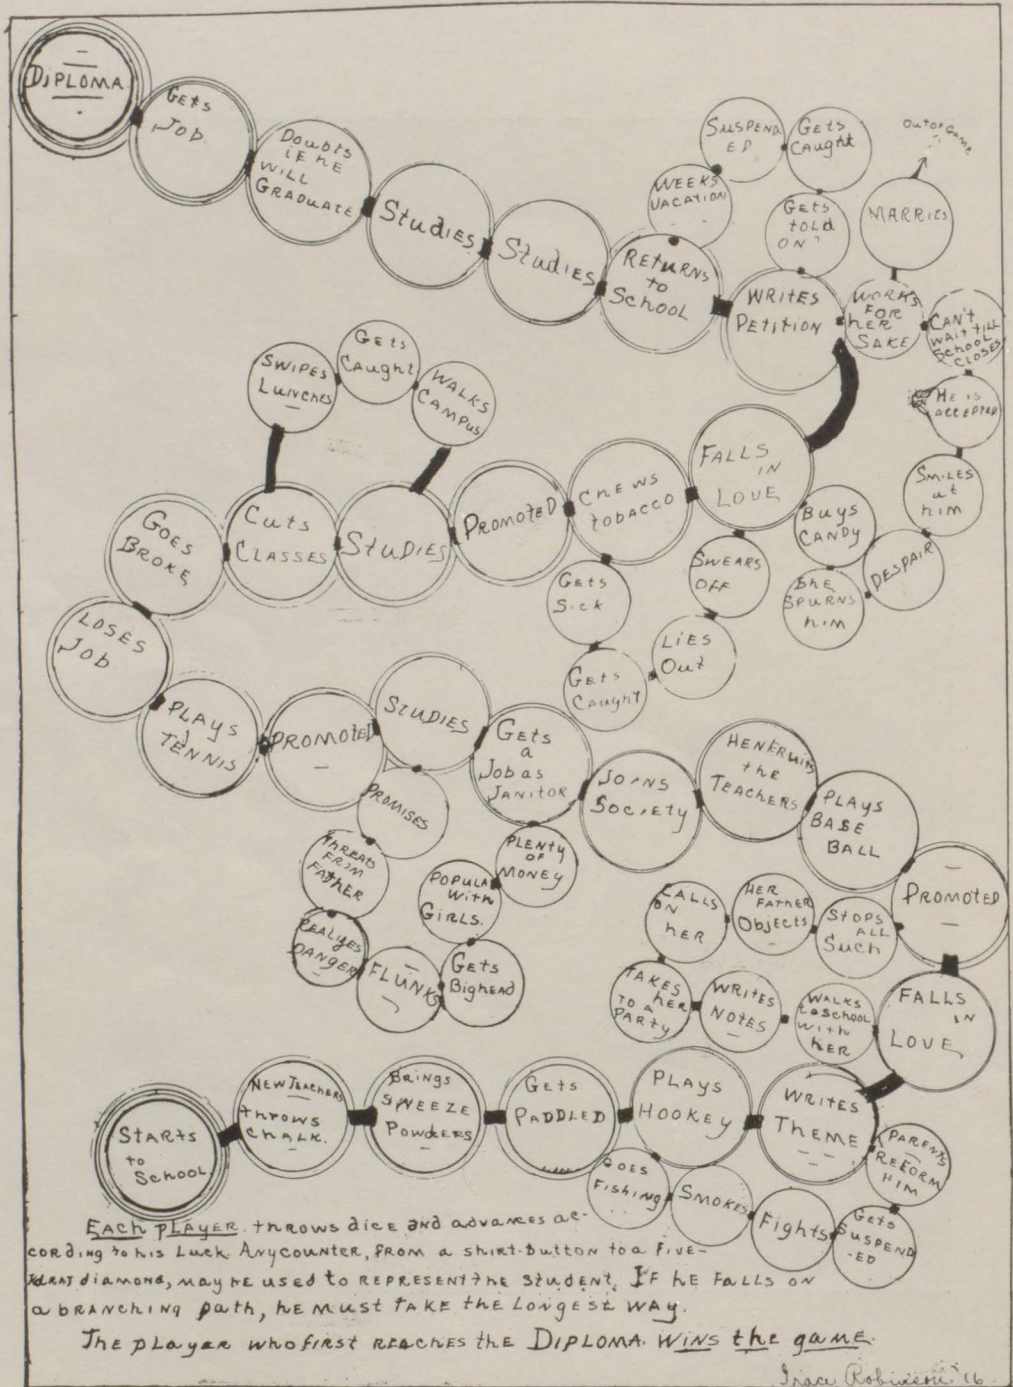 DIPLOMA
GETS
JOB.
DOUBTS
IF HE
WILL
GRADUATE
STUDIES
STUDIES
RETURNS
to
SCHOOL
WEEKS
VACATION
SUSPEND
ED
GETS
CAUGHT
GETS
TOLD
ON
WRITES
PETITION
WORKS
FOR
HER
SAKE
MARRIES
OUT OF GAME
CAN'T
WAIT TILL
SCHOOL
CLOSES
HE IS
ACCEPTED
SMILES
at
HIM
DESPAIR
SHE
SPURNS
HIM
BUYS
CANDY
FALLS
IN
LOVE
SWEARS
OFF
LIES
OUT
GETS
CAUGHT
GETS
SICK
CHEWS
TOBACCO
PROMOTED
STUDIES
WALKS
CAMPUS
GETS
CAUGHT
SWIPES
LUNCHES
CUTS
CLASSES
GOES
BROKE
LOSES
JOB
PLAYS
TENNIS
PROMOTED
STUDIES
PROMISES
THREAT
FROM
FATHER
REALIZES
DANGER
FLUNKS
GETS
BIGHEAD
POPULAR
WITH
GIRLS.
PLENTY
OF
MONEY
GETS
a
JOB AS
JANITOR
JOINS
SOCIETY
HENFRUITS
the
TEACHERS
PLAYS
BASE
BALL
PROMOTED
STOPS
ALL
SUCH
HER
FATHER
OBJECTS
CALLS
ON
HER
TAKES
HER
TO A
PARTY
WRITES
NOTES
WALKS
to SCHOOL
WITH
HER
FALLS
IN
LOVE
WRITES
THEME
PARENTS
REFORM
HIM
GETS
SUSPEND
-ED
FIGHTS
SMOKES
GOES
FISHING
PLAYS
HOOKEY
GETS
PADDLED
BRINGS
SNEEZE
POWDERS
NEW TEACHERS
THROWS
CHALK.
STARTS
to
SCHOOL
EACH PLAYER throws dice and advances ac-
cording to his Luck. Any counter, from a shirt-button to a five-
diamond, may be used to REPRESENT the student. IF he FALLS ON
a BRANCHING path, he MUST TAKE the LONGEST WAY.
The player who first reaches the DIPLOMA WINS the game.
Robinson '16.